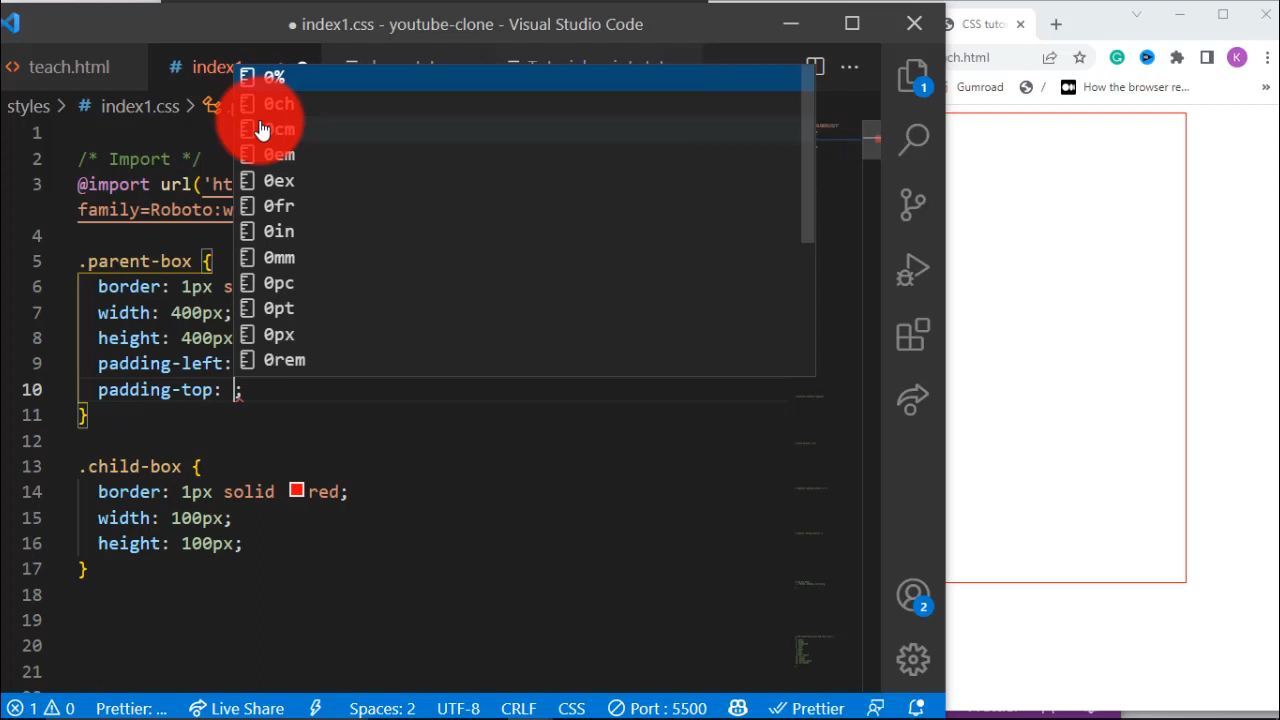 index1.css - youtube-clone - Visual Studio Code
teach.html
# index1
styles > # index1.css >
1
2 /* Import */
3 @import url('ht
family=Roboto:w
4
5 .parent-box {
6 border: 1px s
7 width: 400px;
8 height: 400px
9 padding-left:
10 padding-top: ;
11 }
12
13 .child-box {
14 border: 1px solid red;
15 width: 100px;
16 height: 100px;
17 }
18
19
20
21
0%
0ch
0cm
0em
0ex
0fr
0in
0mm
0pc
0pt
0px
0rem
1
2
1 0 Prettier: ... Live Share Spaces: 2 UTF-8 CRLF CSS Port : 5500 Prettier
CSS tuto
ch.html
K
Gumroad / How the browser re... »